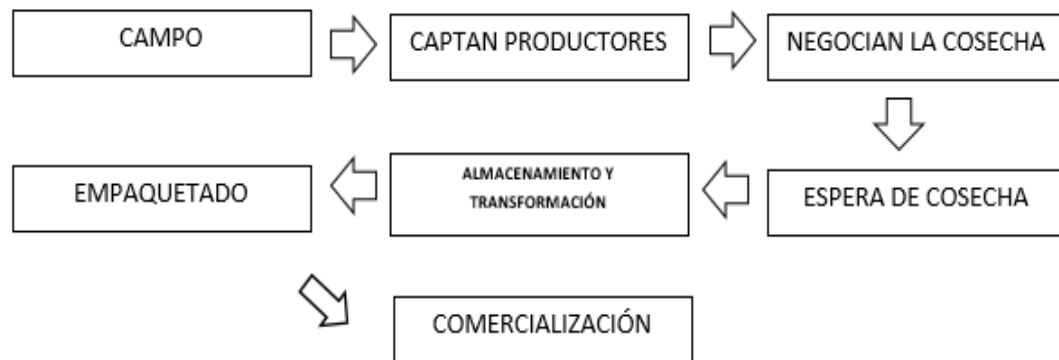 CAMPO
CAPTAN PRODUCTORES
NEGOCIAN LA COSECHA
ESPERA DE COSECHA
ALMACENAMIENTO Y
TRANSFORMACIÓN
EMPAQUETADO
COMERCIALIZACIÓN